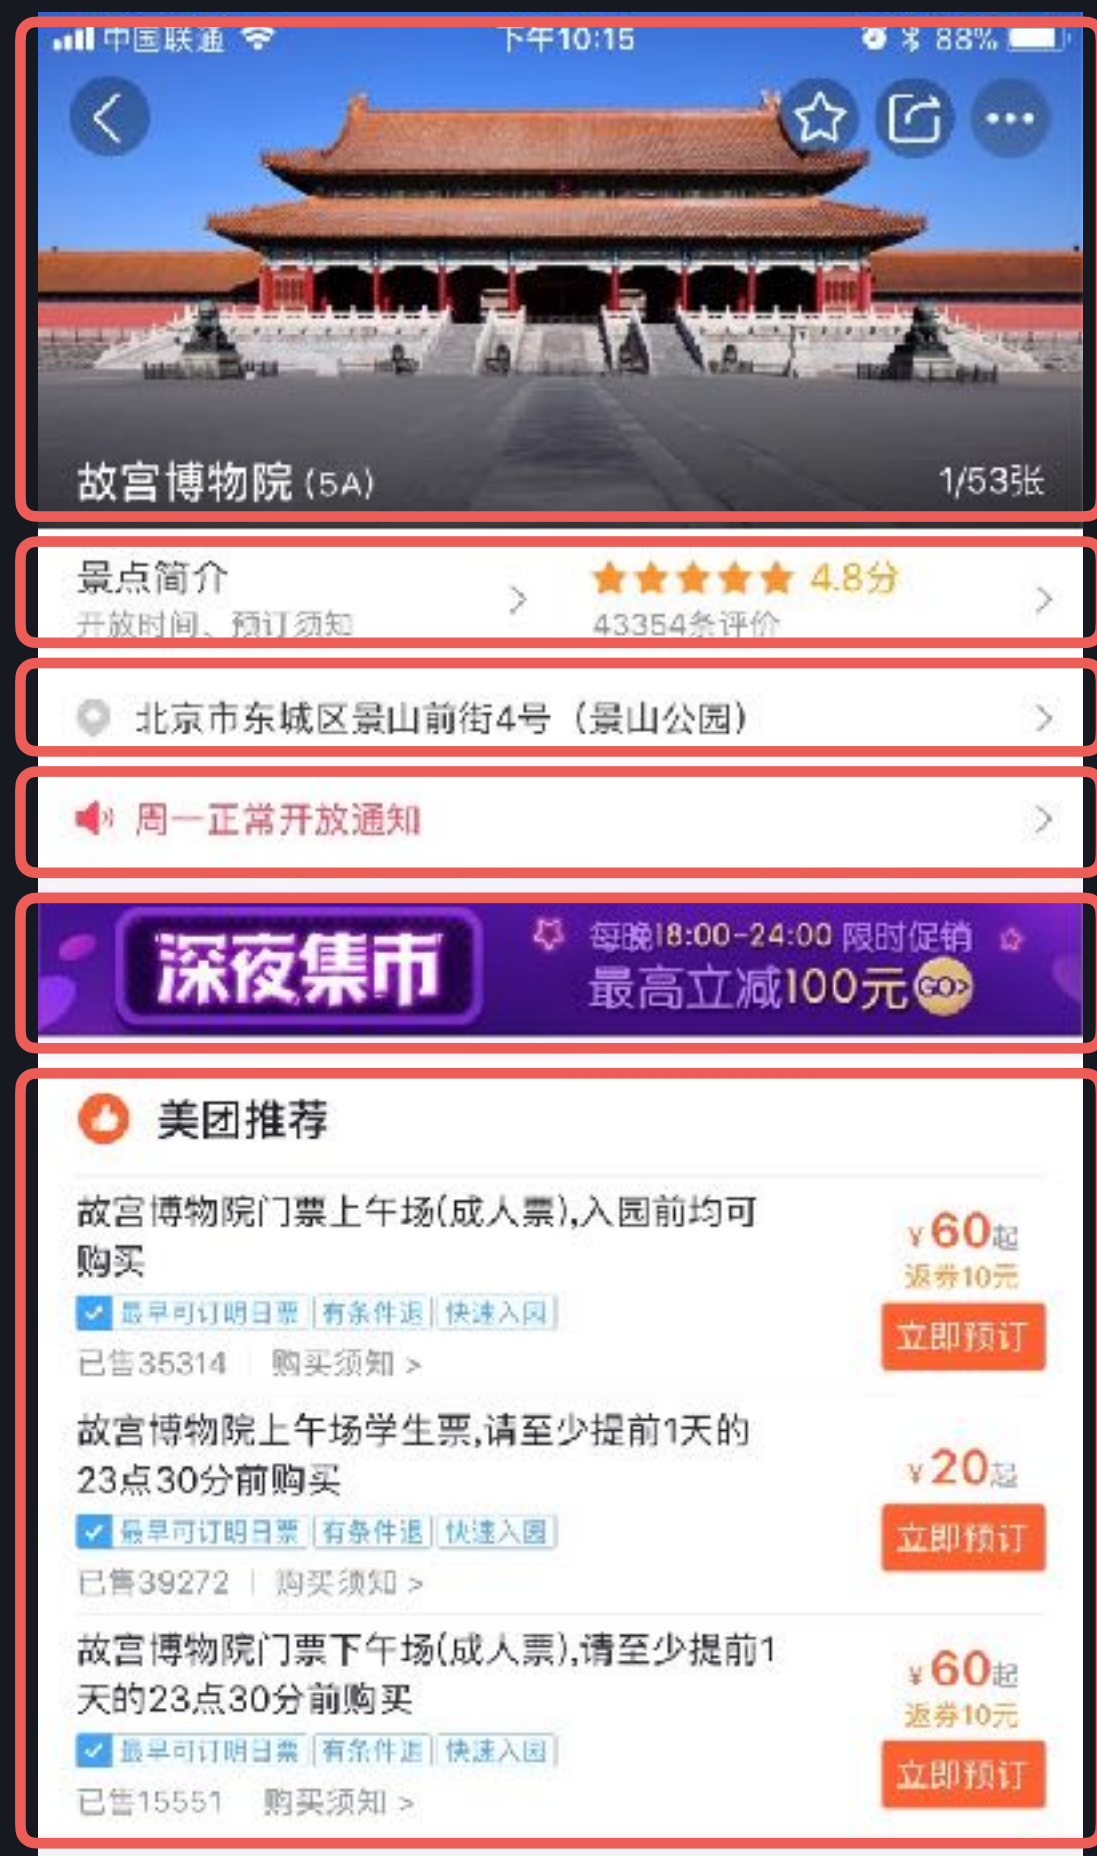 中国联通
下午10:15
88%
故宫博物院(5A)
1/53张
景点简介
开放时间、预订须知
4.8分
43354条评价
北京市东城区景山前街4号（景山公园）
周一正常开放通知
深夜集市
每晚18:00-24:00 限时促销
最高立减100元 GO>
美团推荐
故宫博物院门票上午场(成人票),入园前均可
购买
¥60起
返券10元
最早可订明日票 有条件退 快速入园
立即预订
已售35314 购买须知 >
故宫博物院上午场学生票,请至少提前1天的
23点30分前购买
¥20起
最早可订明日票 有条件退 快速入园
立即预订
已售39272 | 购买须知 >
故宫博物院门票下午场(成人票),请至少提前1
天的23点30分前购买
¥60起
返券10元
最早可订明日票 有条件退 快速入园
立即预订
已售15551 购买须知 >